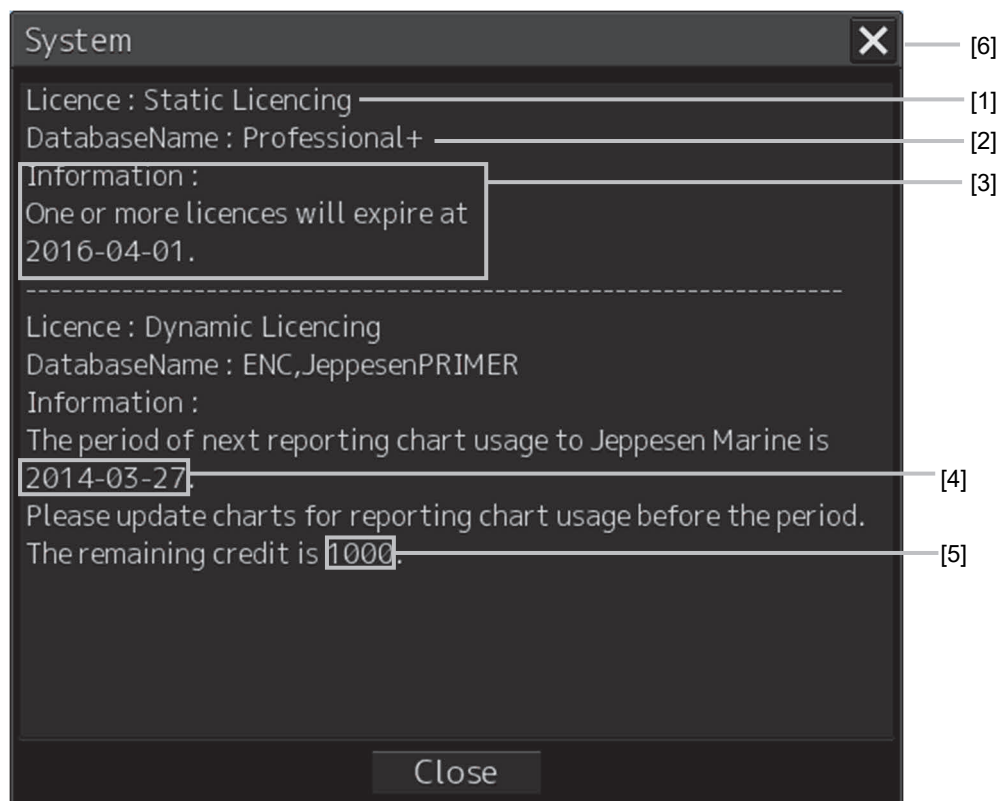 System
[6]
Licence : Static Licencing
[1]
DatabaseName : Professional+
[2]
Information :
[3]
One or more licences will expire at
2016-04-01.
--------------------------------------------------------------------
Licence : Dynamic Licencing
DatabaseName : ENC,JeppesenPRIMER
Information :
The period of next reporting chart usage to Jeppesen Marine is
2014-03-27.
[4]
Please update charts for reporting chart usage before the period.
The remaining credit is 1000.
[5]
Close